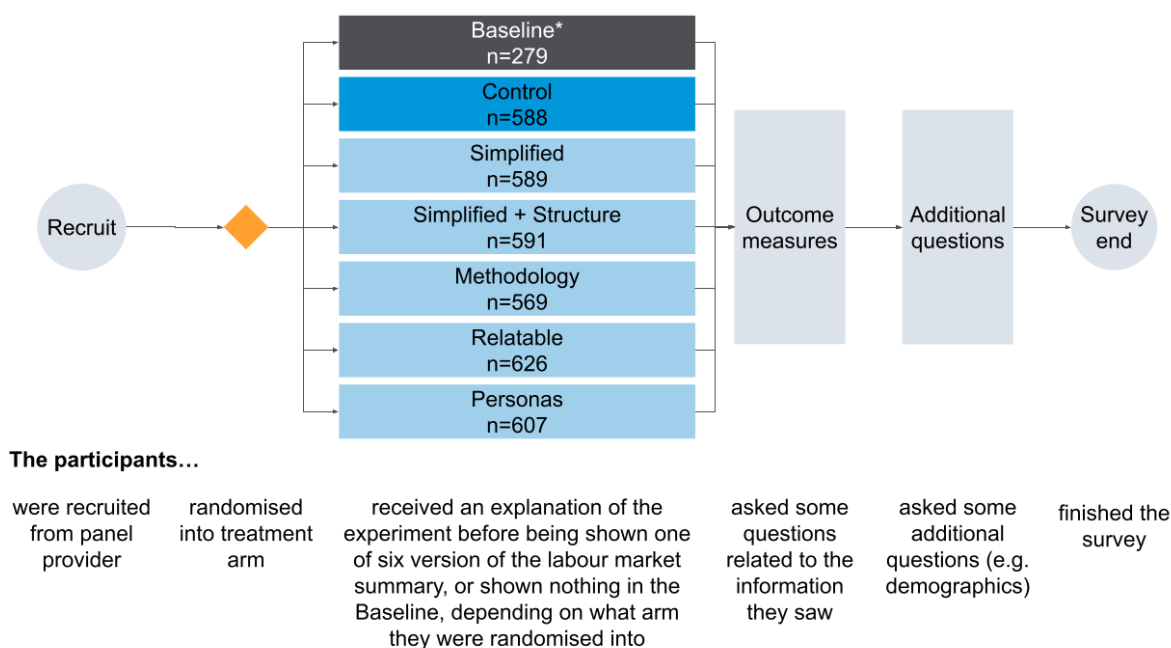 Baseline*
n=279
Control
n=588
Simplified
n=589
Simplified + Structure
n=591
Methodology
n=569
Relatable
n=626
Personas
n=607
Recruit
Outcome
measures
Additional
questions
Survey
end
The participants…
were recruited
from panel
provider
randomised
into treatment
arm
received an explanation of the
experiment before being shown one
of six version of the labour market
summary, or shown nothing in the
Baseline, depending on what arm
they were randomised into
asked some
questions
related to the
information
they saw
asked some
additional
questions (e.g.
demographics)
finished the
survey